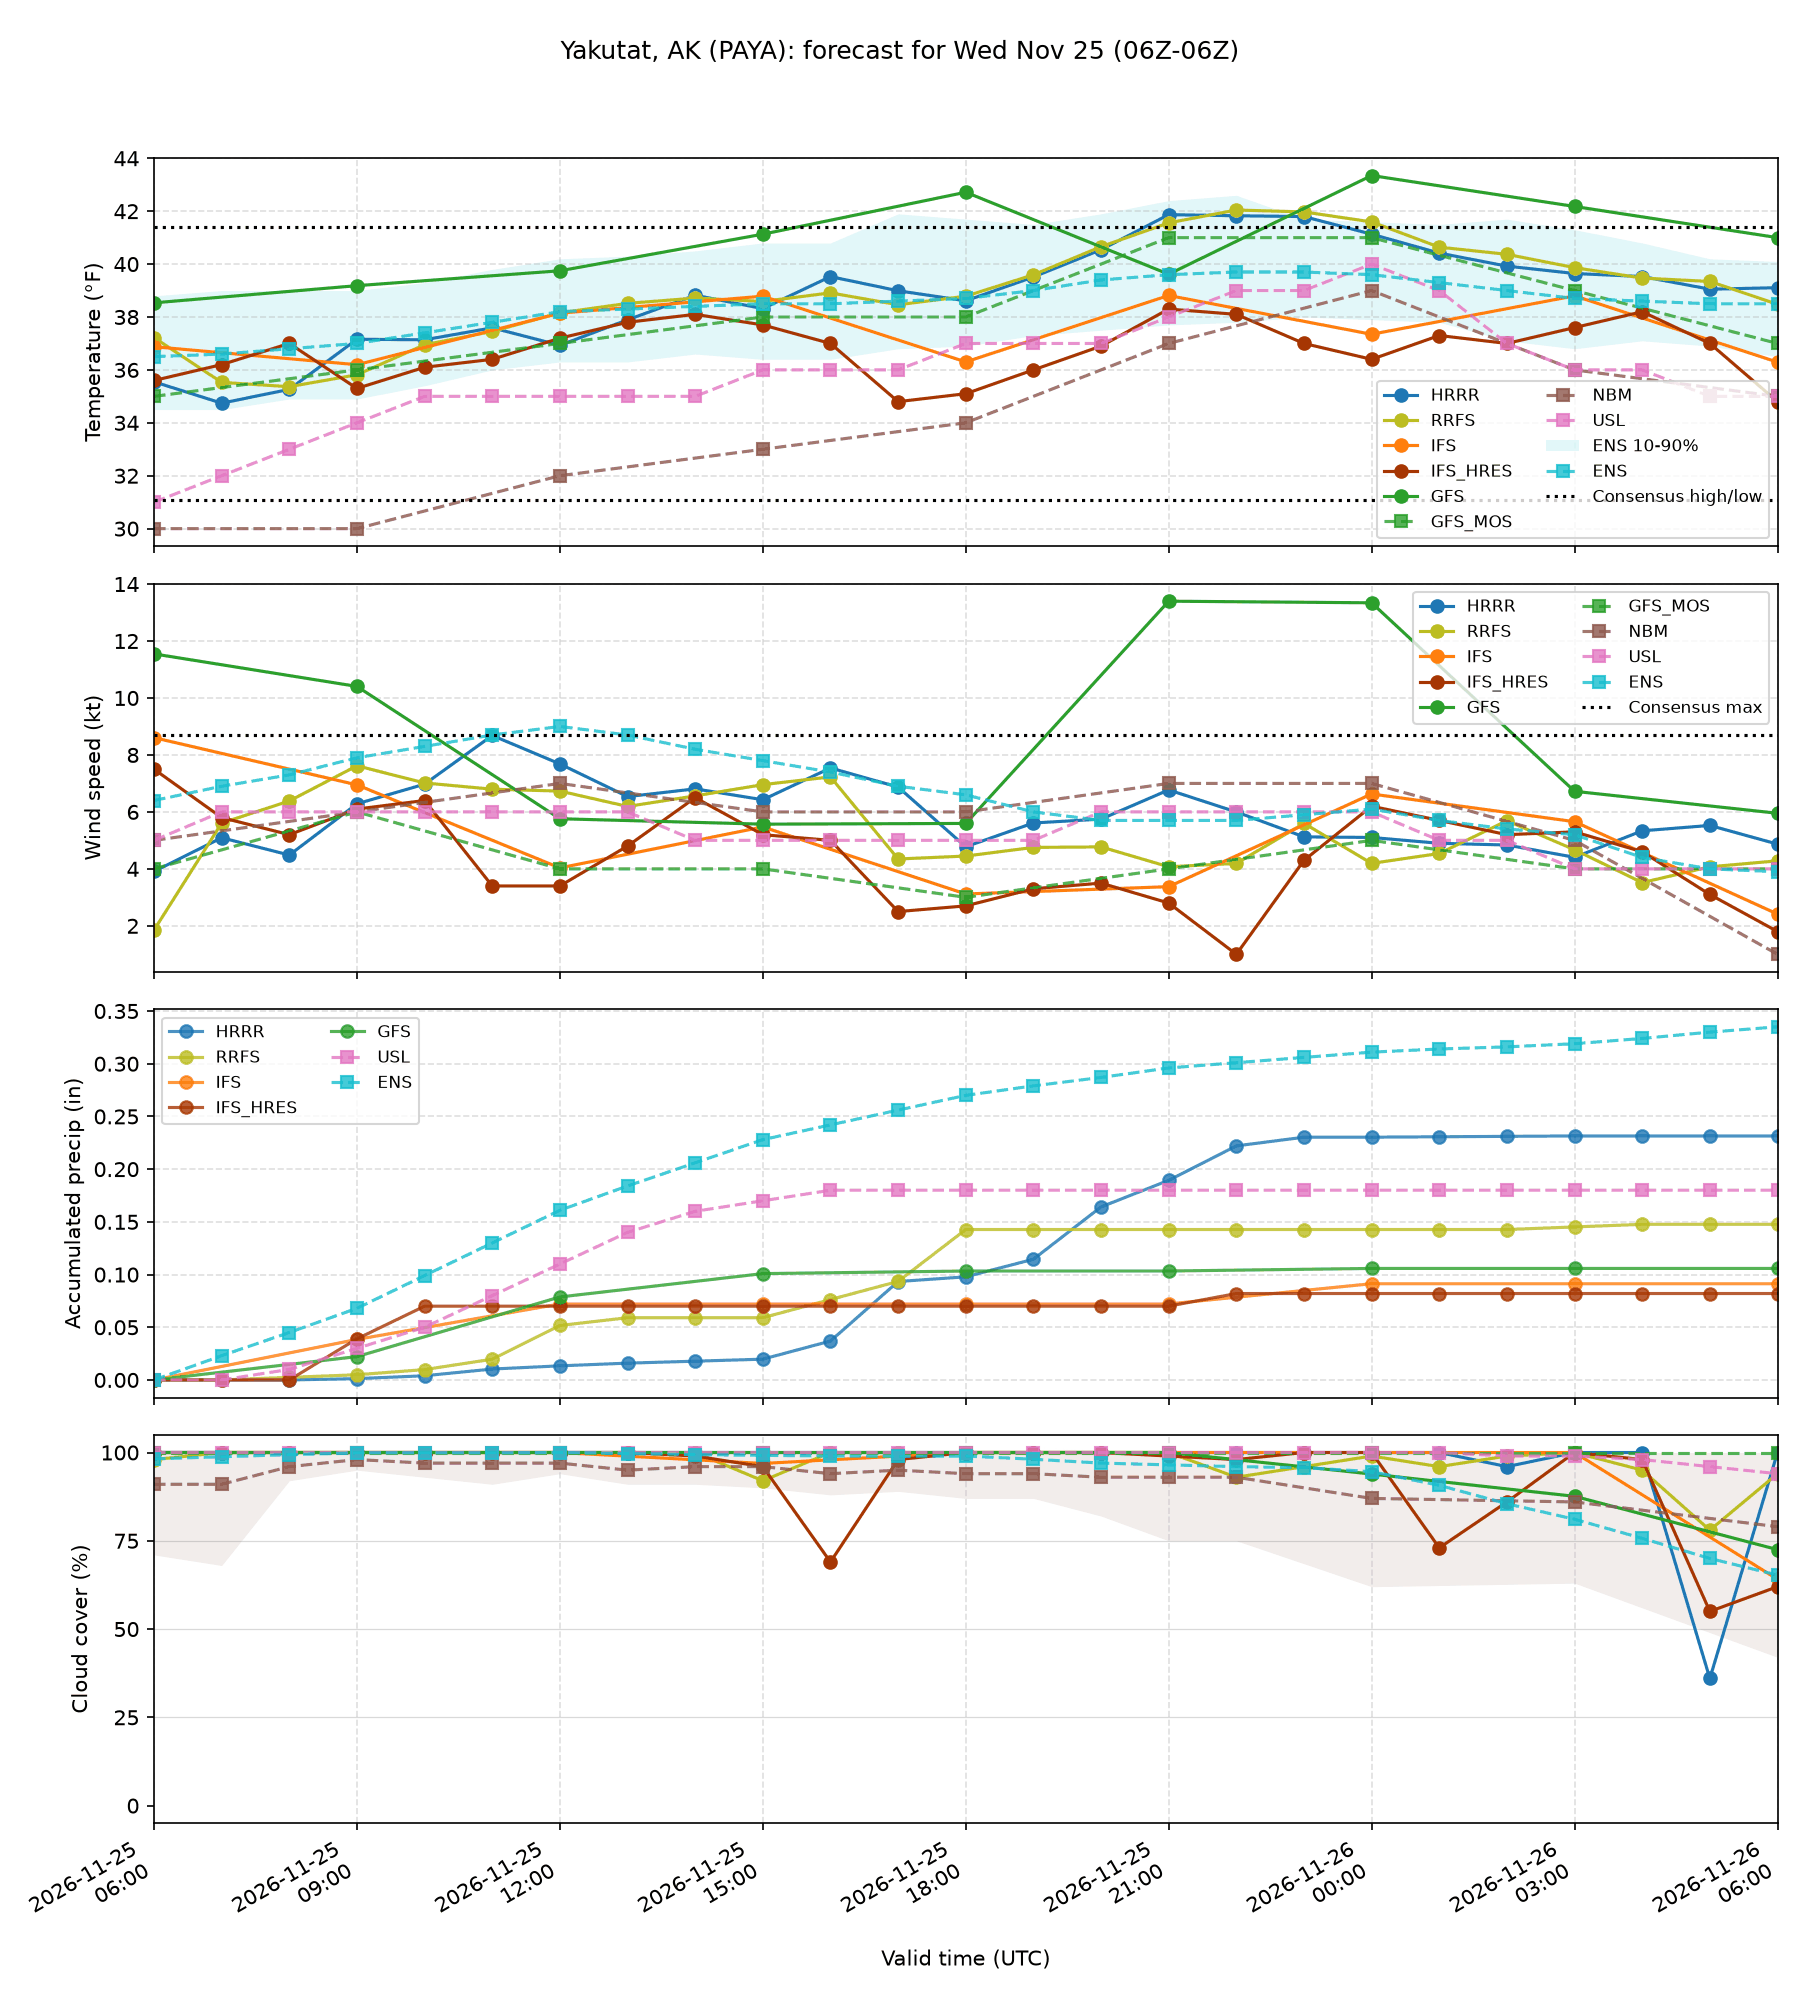 Yakutat, AK (PAYA): forecast for Wed Nov 25 (06Z-06Z)
Temperature (°F)
44
42
40
38
36
34
32
30
HRRR
RRFS
IFS
IFS_HRES
GFS
GFS_MOS
NBM
USL
ENS 10-90%
ENS
Consensus high/low
Wind speed (kt)
14
12
10
8
6
4
2
HRRR
RRFS
IFS
IFS_HRES
GFS
GFS_MOS
NBM
USL
ENS
Consensus max
Accumulated precip (in)
0.35
0.30
0.25
0.20
0.15
0.10
0.05
0.00
HRRR
RRFS
IFS
IFS_HRES
GFS
USL
ENS
Cloud cover (%)
100
75
50
25
0
2026-11-25
06:00
2026-11-25
09:00
2026-11-25
12:00
2026-11-25
15:00
2026-11-25
18:00
2026-11-25
21:00
2026-11-26
00:00
2026-11-26
03:00
2026-11-26
06:00
Valid time (UTC)